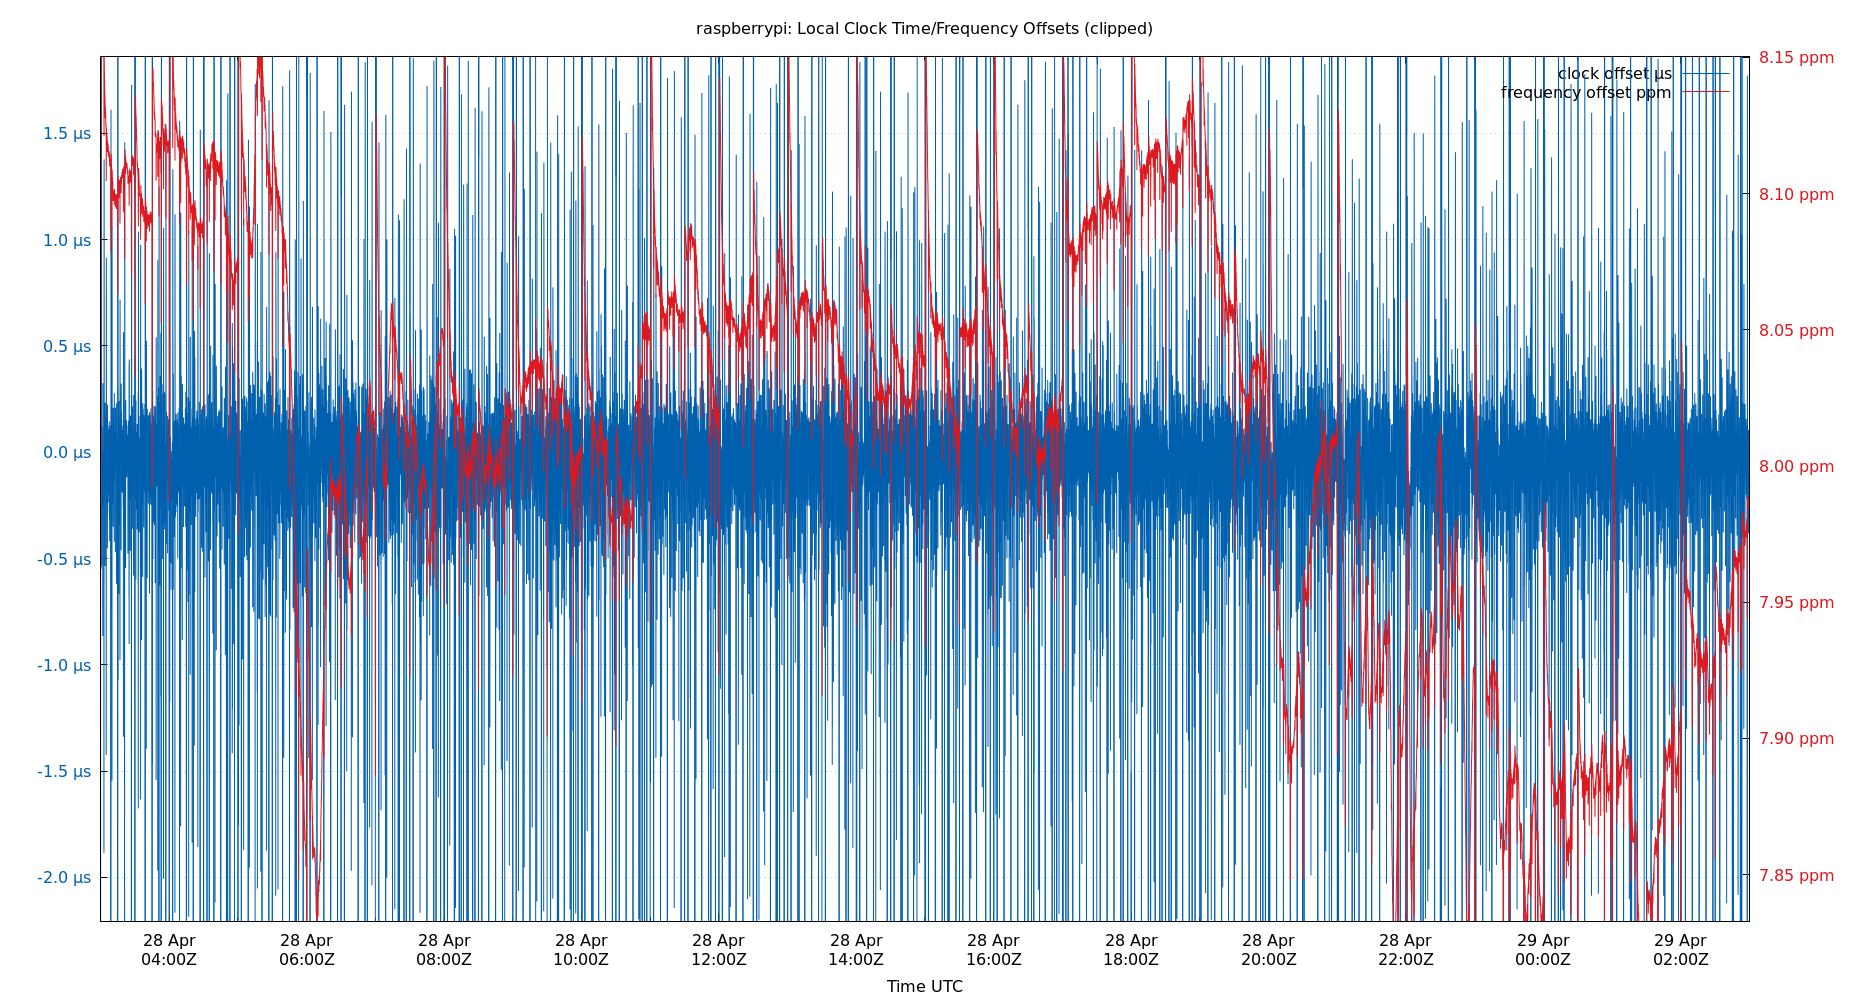 raspberrypi: Local Clock Time/Frequency Offsets (clipped)
8.15 ppm
clock offset µs
frequency offset ppm
1.5 µs
8.10 ppm
1.0 µs
0.5 µs
8.05 ppm
0.0 µs
8.00 ppm
-0.5 µs
7.95 ppm
-1.0 µs
7.90 ppm
-1.5 µs
-2.0 µs
7.85 ppm
28 Apr 28 Apr 28 Apr 28 Apr 28 Apr 28 Apr 28 Apr 28 Apr 28 Apr 28 Apr 29 Apr 29 Apr
04:00Z 06:00Z 08:00Z 10:00Z 12:00Z 14:00Z 16:00Z 18:00Z 20:00Z 22:00Z 00:00Z 02:00Z
Time UTC